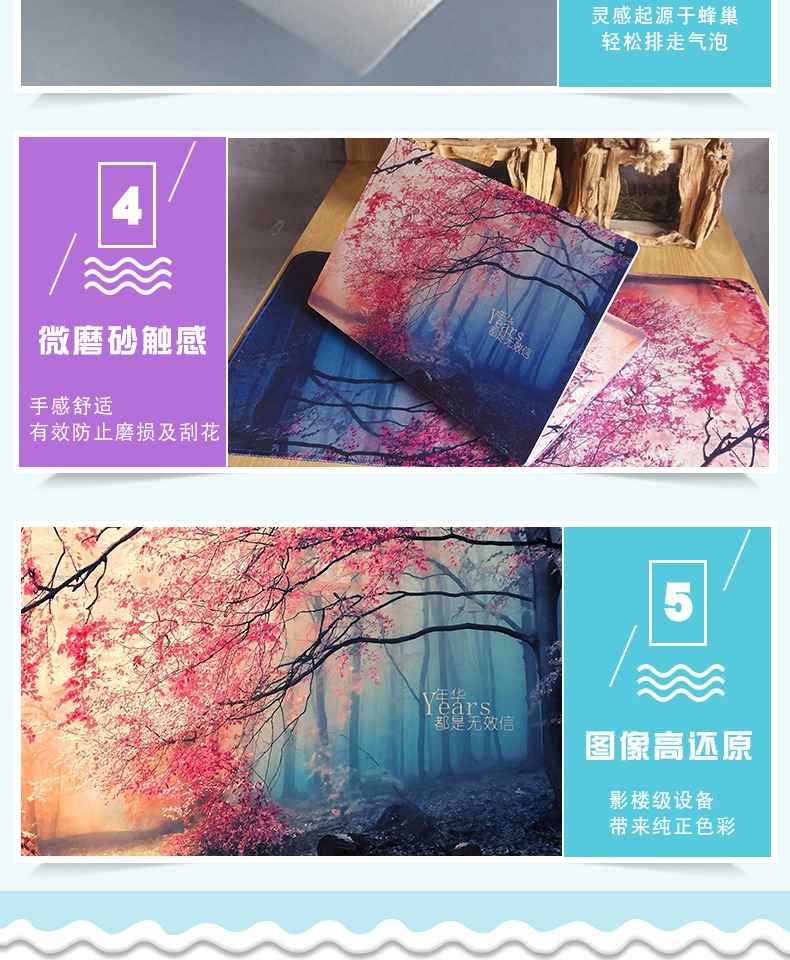 灵感起源于蜂巢
轻松排走气泡
4
微磨砂触感
手感舒适
有效防止磨损及刮花
年华
Years
都是无效信
5
年华
Years
都是无效信
图像高还原
影楼级设备
带来纯正色彩